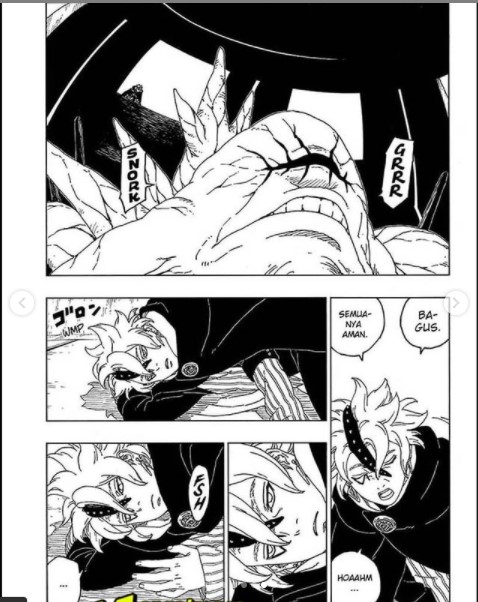 SNORK
GRRR
BA-
GUS.
SEMUA-
NYA
AMAN.
ゴロン
WMP
HOAAHM
...
FSH
...